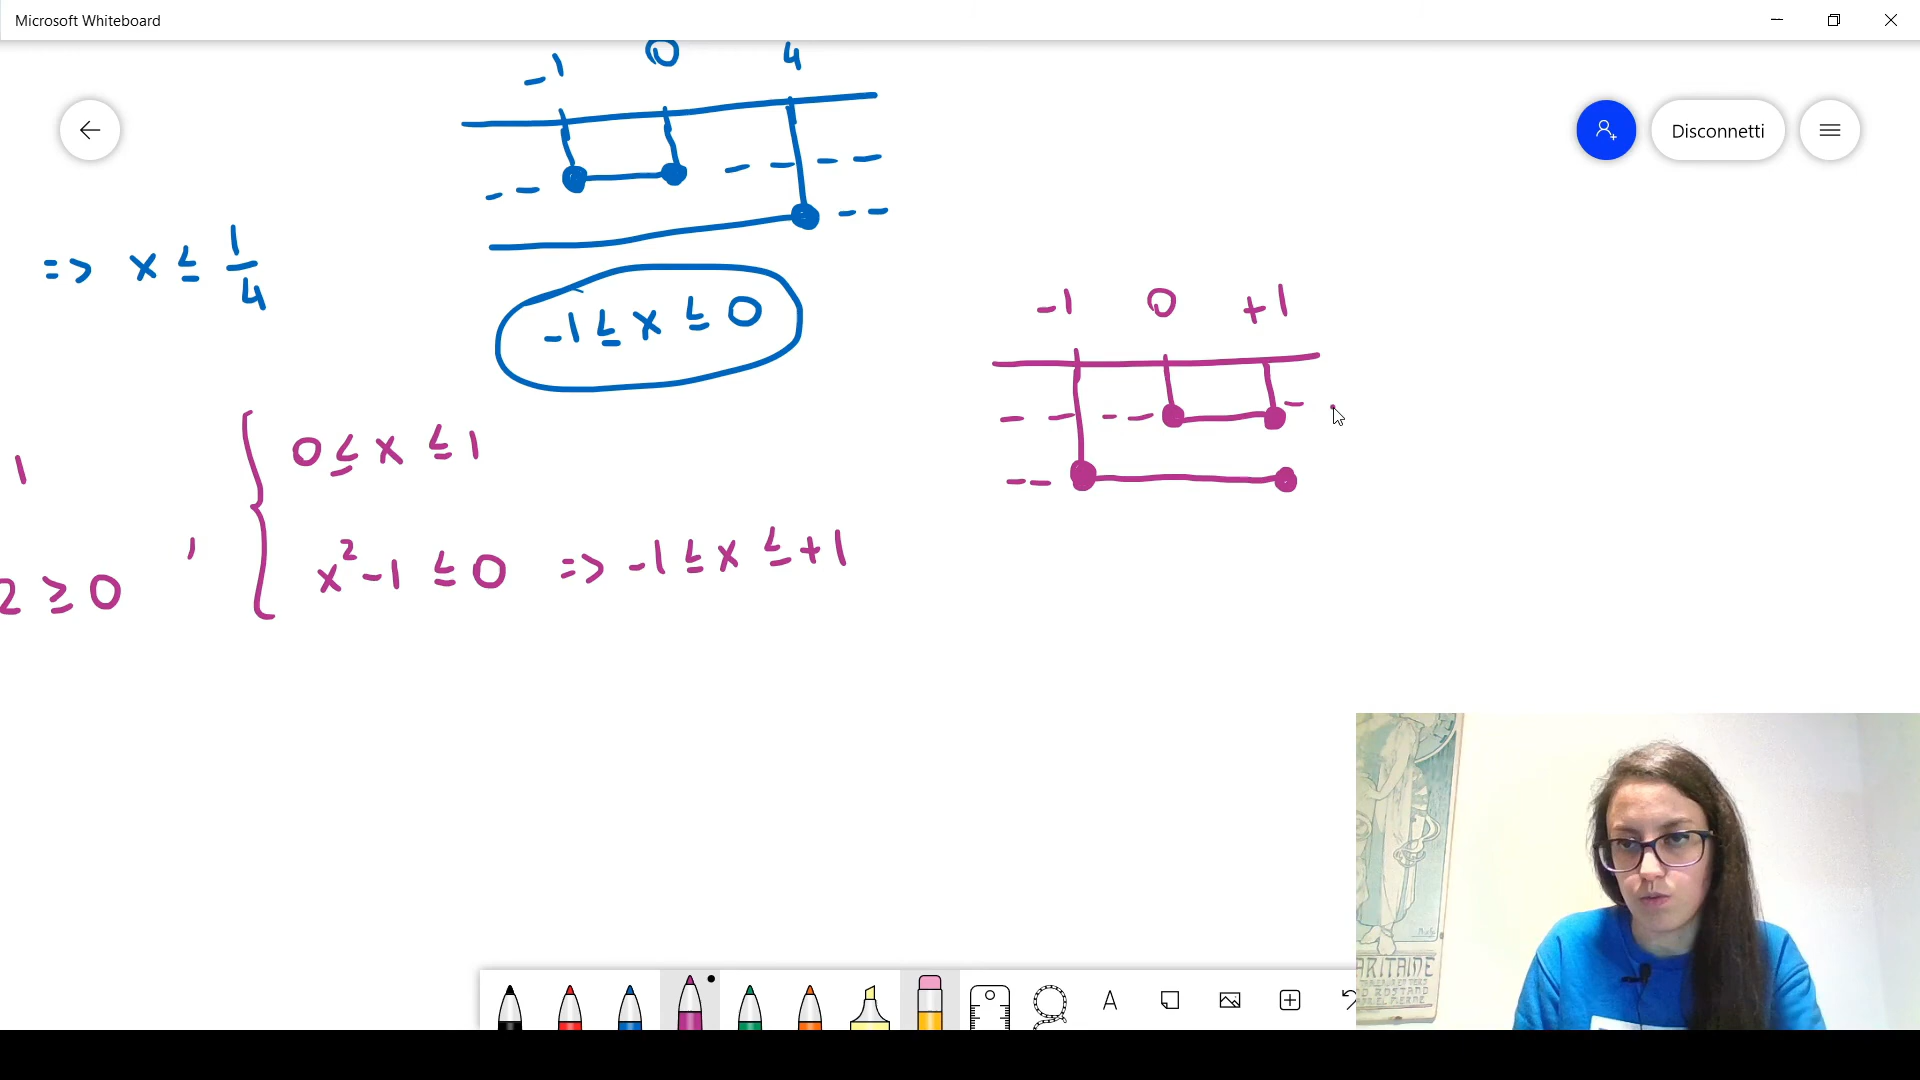 Microsoft Whiteboard
-1 0 4
Disconnetti
=> x ≤ 1/4
-1 ≤ x ≤ 0
-1 0 +1
1
0 ≤ x ≤ 1
2 ≥ 0 ,
x²-1 ≤ 0 => -1 ≤ x ≤ +1
A